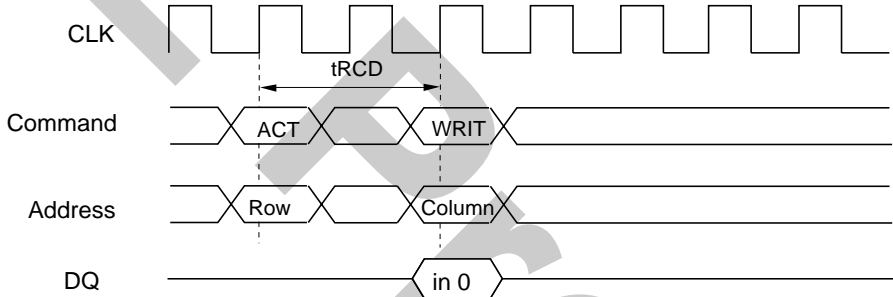 CLK
tRCD
Command ACT WRIT
Address Row Column
DQ in 0